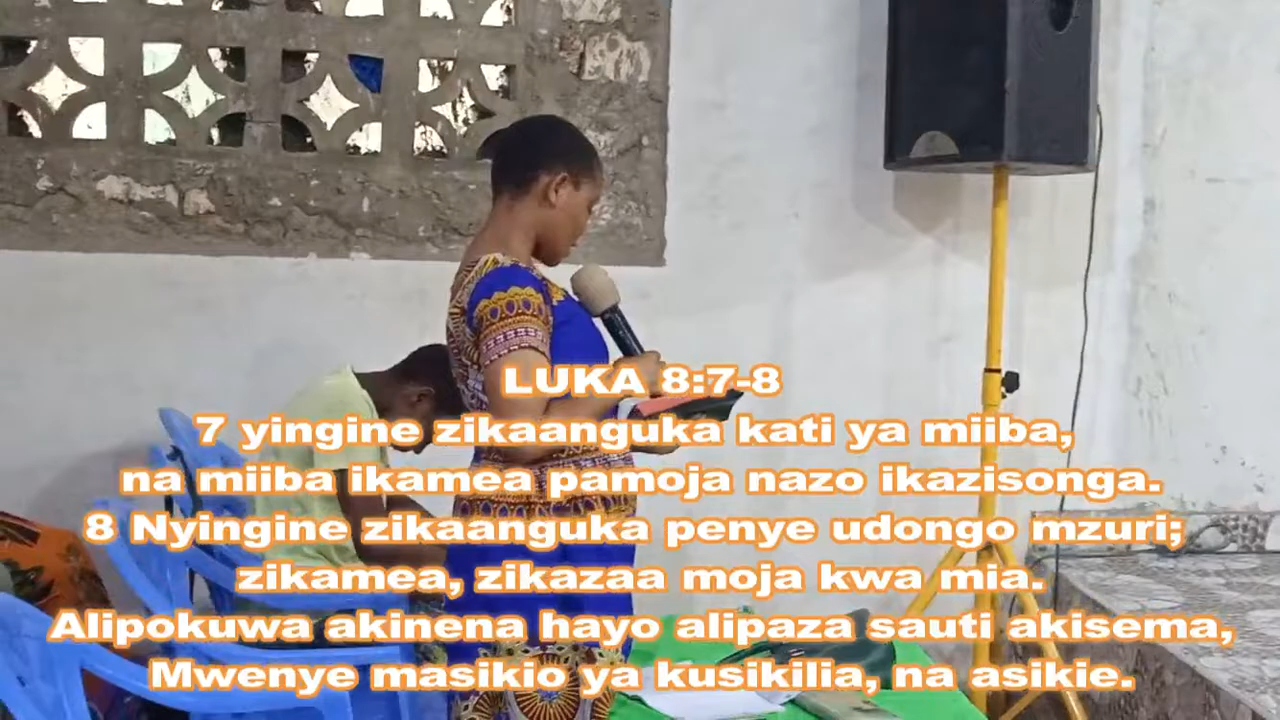 LUKA 8:7-8
7 yingine zikaanguka kati ya miiba,
na miiba ikamea pamoja nazo ikazisonga.
8 Nyingine zikaanguka penye udongo mzuri;
zikamea, zikazaa moja kwa mia.
Alipokuwa akinena hayo alipaza sauti akisema,
Mwenye masikio ya kusikilia, na asikie.